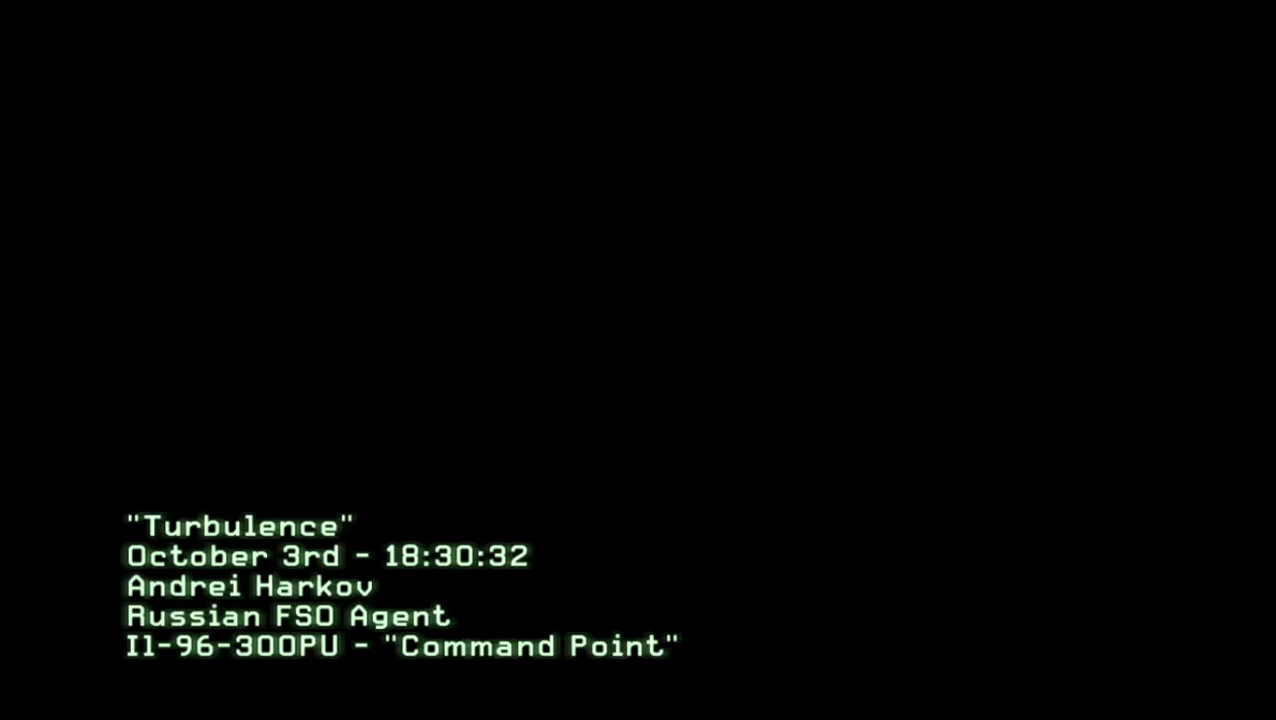 "Turbulence"
October 3rd - 18:30:32
Andrei Harkov
Russian FSO Agent
Il-96-300PU - "Command Point"